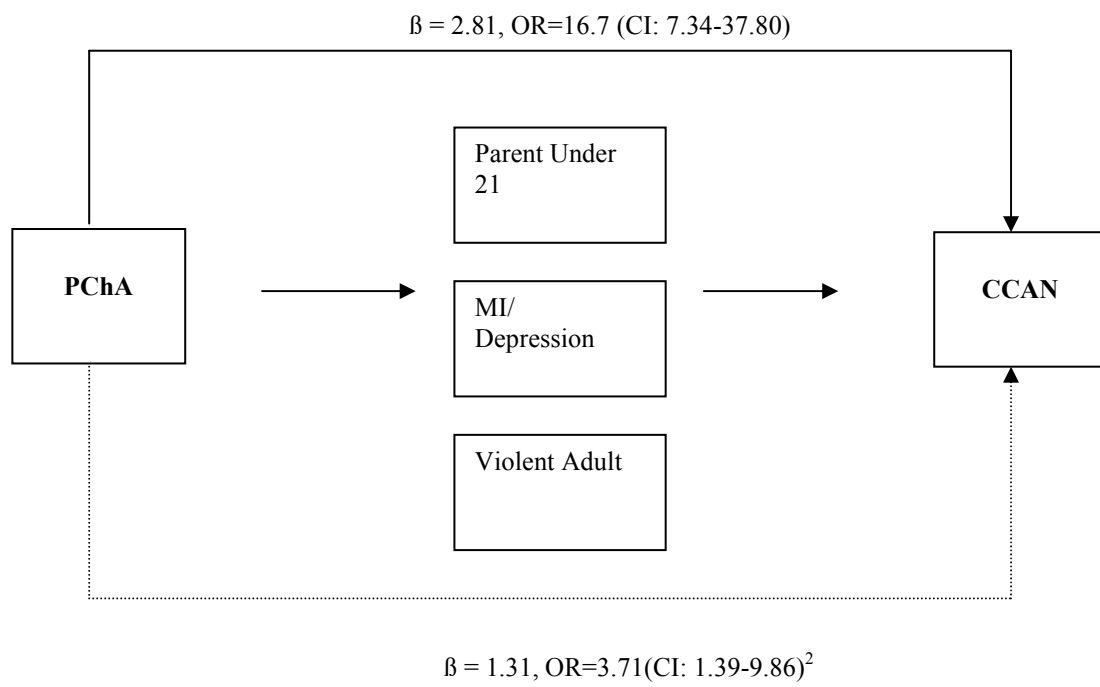 ß = 2.81, OR=16.7 (CI: 7.34-37.80)
Parent Under
21
PChA
MI/
Depression
CCAN
Violent Adult
ß = 1.31, OR=3.71(CI: 1.39-9.86)²